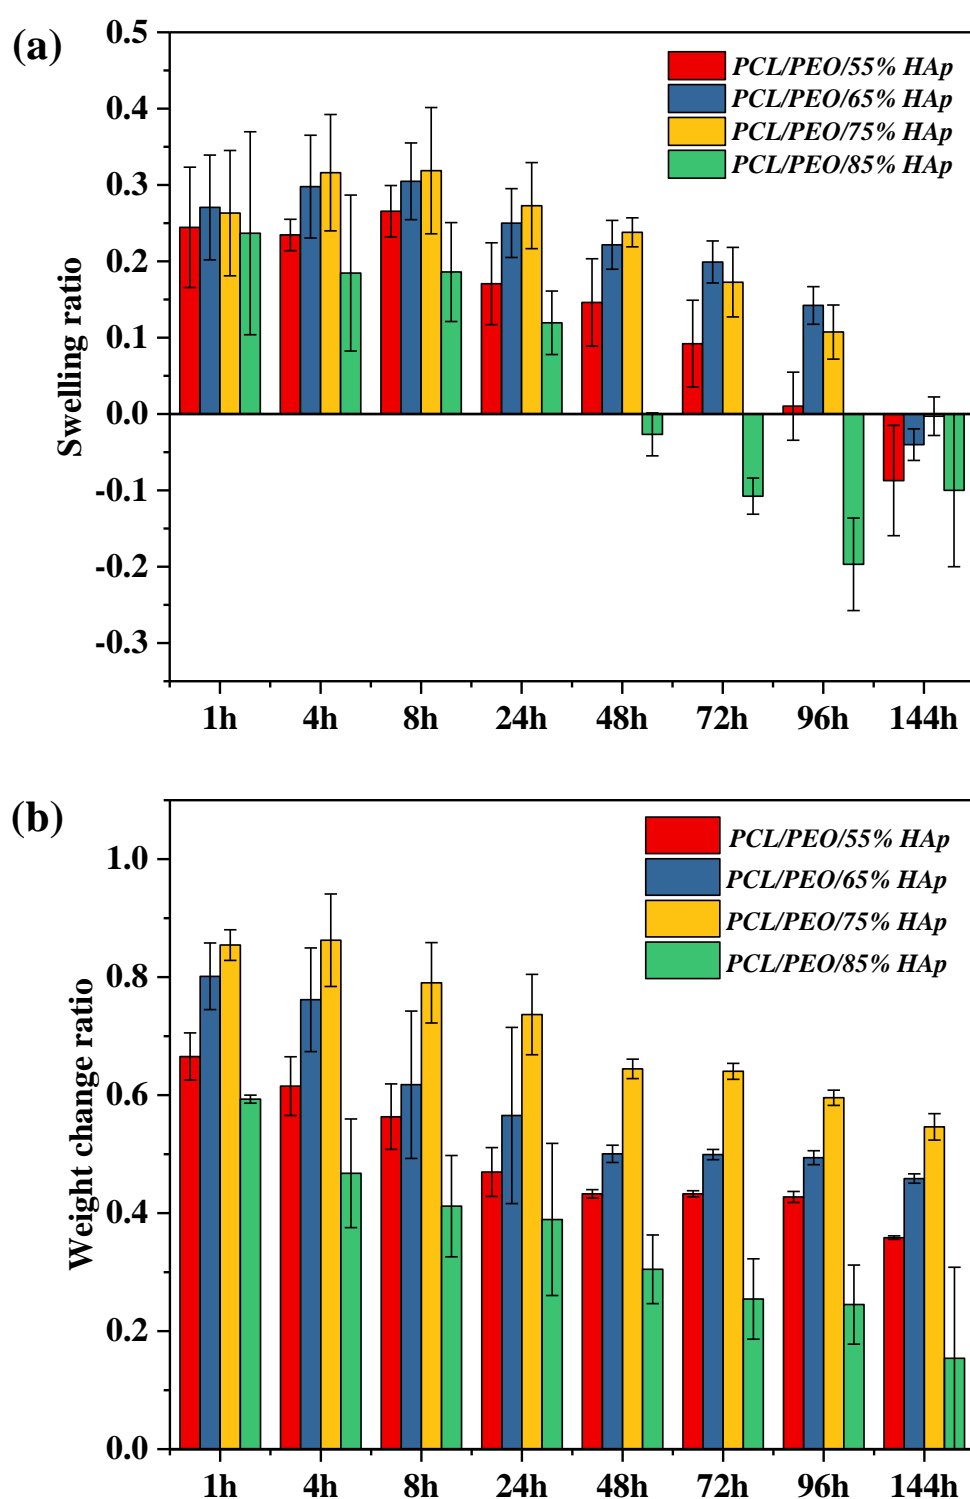 (a)
0.5
0.4
0.3
0.2
0.1
0.0
-0.1
-0.2
-0.3
Swelling ratio
PCL/PEO/55% HAp
PCL/PEO/65% HAp
PCL/PEO/75% HAp
PCL/PEO/85% HAp
1h 4h 8h 24h 48h 72h 96h 144h
(b)
1.0
0.8
0.6
0.4
0.2
0.0
Weight change ratio
PCL/PEO/55% HAp
PCL/PEO/65% HAp
PCL/PEO/75% HAp
PCL/PEO/85% HAp
1h 4h 8h 24h 48h 72h 96h 144h